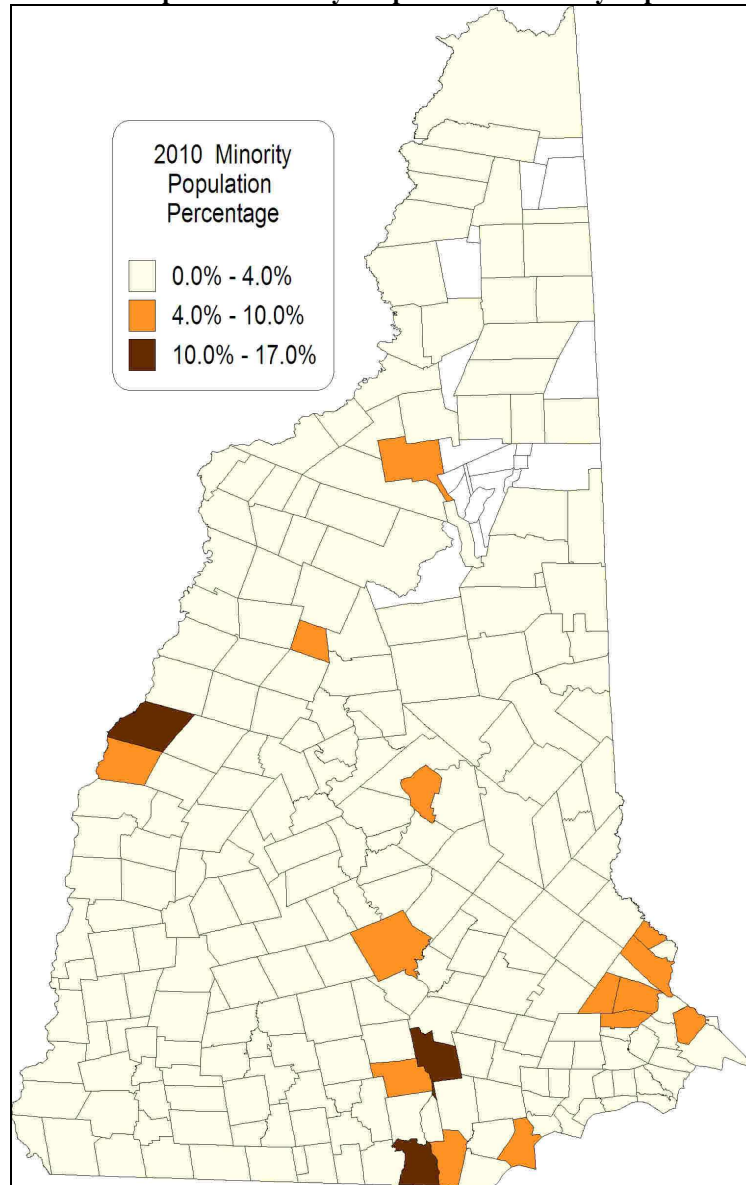 2010 Minority
Population
Percentage
0.0% - 4.0%
4.0% - 10.0%
10.0% - 17.0%